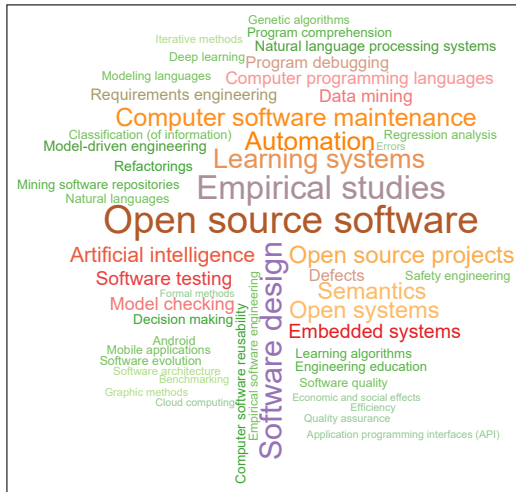 Genetic algorithms
Program comprehension
Iterative methods
Natural language processing systems
Deep learning
Program debugging
Modeling languages
Computer programming languages
Requirements engineering
Data mining
Computer software maintenance
Classification (of information)
Automation
Regression analysis
Model-driven engineering
Errors
Learning systems
Refactorings
Mining software repositories
Empirical studies
Natural languages
Open source software
Artificial intelligence
Open source projects
Software testing
Defects
Safety engineering
Formal methods
Semantics
Model checking
Open systems
Decision making
Embedded systems
Software design
Empirical software engineering
Computer software reusability
Android
Mobile applications
Learning algorithms
Software evolution
Engineering education
Software architecture
Benchmarking
Software quality
Graphic methods
Economic and social effects
Cloud computing
Efficiency
Quality assurance
Application programming interfaces (API)